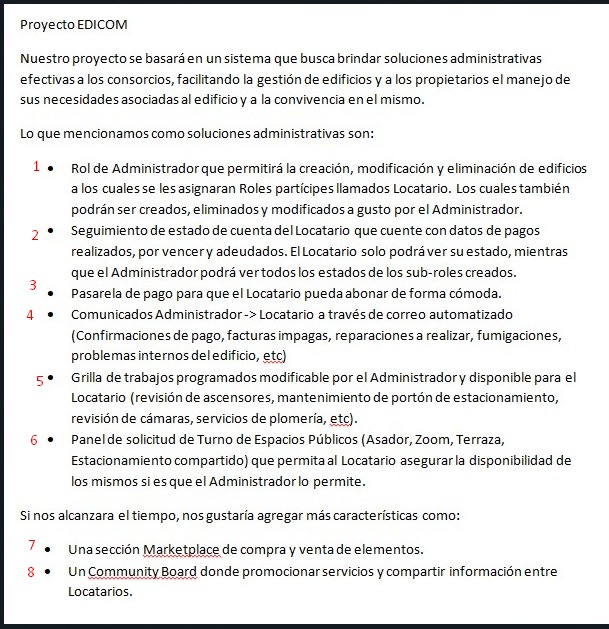 Proyecto EDICOM
Nuestro proyecto se basará en un sistema que busca brindar soluciones administrativas
efectivas a los consorcios, facilitando la gestión de edificios y a los propietarios el manejo de
sus necesidades asociadas al edificio y a la convivencia en el mismo.
Lo que mencionamos como soluciones administrativas son:
1 • Rol de Administrador que permitirá la creación, modificación y eliminación de edificios
a los cuales se les asignaran Roles partícipes llamados Locatario. Los cuales también
podrán ser creados, eliminados y modificados a gusto por el Administrador.
2 • Seguimiento de estado de cuenta del Locatario que cuente con datos de pagos
realizados, por vencer y adeudados. El Locatario solo podrá ver su estado, mientras
que el Administrador podrá ver todos los estados de los sub-roles creados.
3 • Pasarela de pago para que el Locatario pueda abonar de forma cómoda.
4 • Comunicados Administrador -> Locatario a través de correo automatizado
(Confirmaciones de pago, facturas impagas, reparaciones a realizar, fumigaciones,
problemas internos del edificio, etc)
5 • Grilla de trabajos programados modificable por el Administrador y disponible para el
Locatario (revisión de ascensores, mantenimiento de portón de estacionamiento,
revisión de cámaras, servicios de plomería, etc).
6 • Panel de solicitud de Turno de Espacios Públicos (Asador, Zoom, Terraza,
Estacionamiento compartido) que permita al Locatario asegurar la disponibilidad de
los mismos si es que el Administrador lo permite.
Si nos alcanzara el tiempo, nos gustaría agregar más características como:
7 • Una sección Marketplace de compra y venta de elementos.
8 • Un Community Board donde promocionar servicios y compartir información entre
Locatarios.